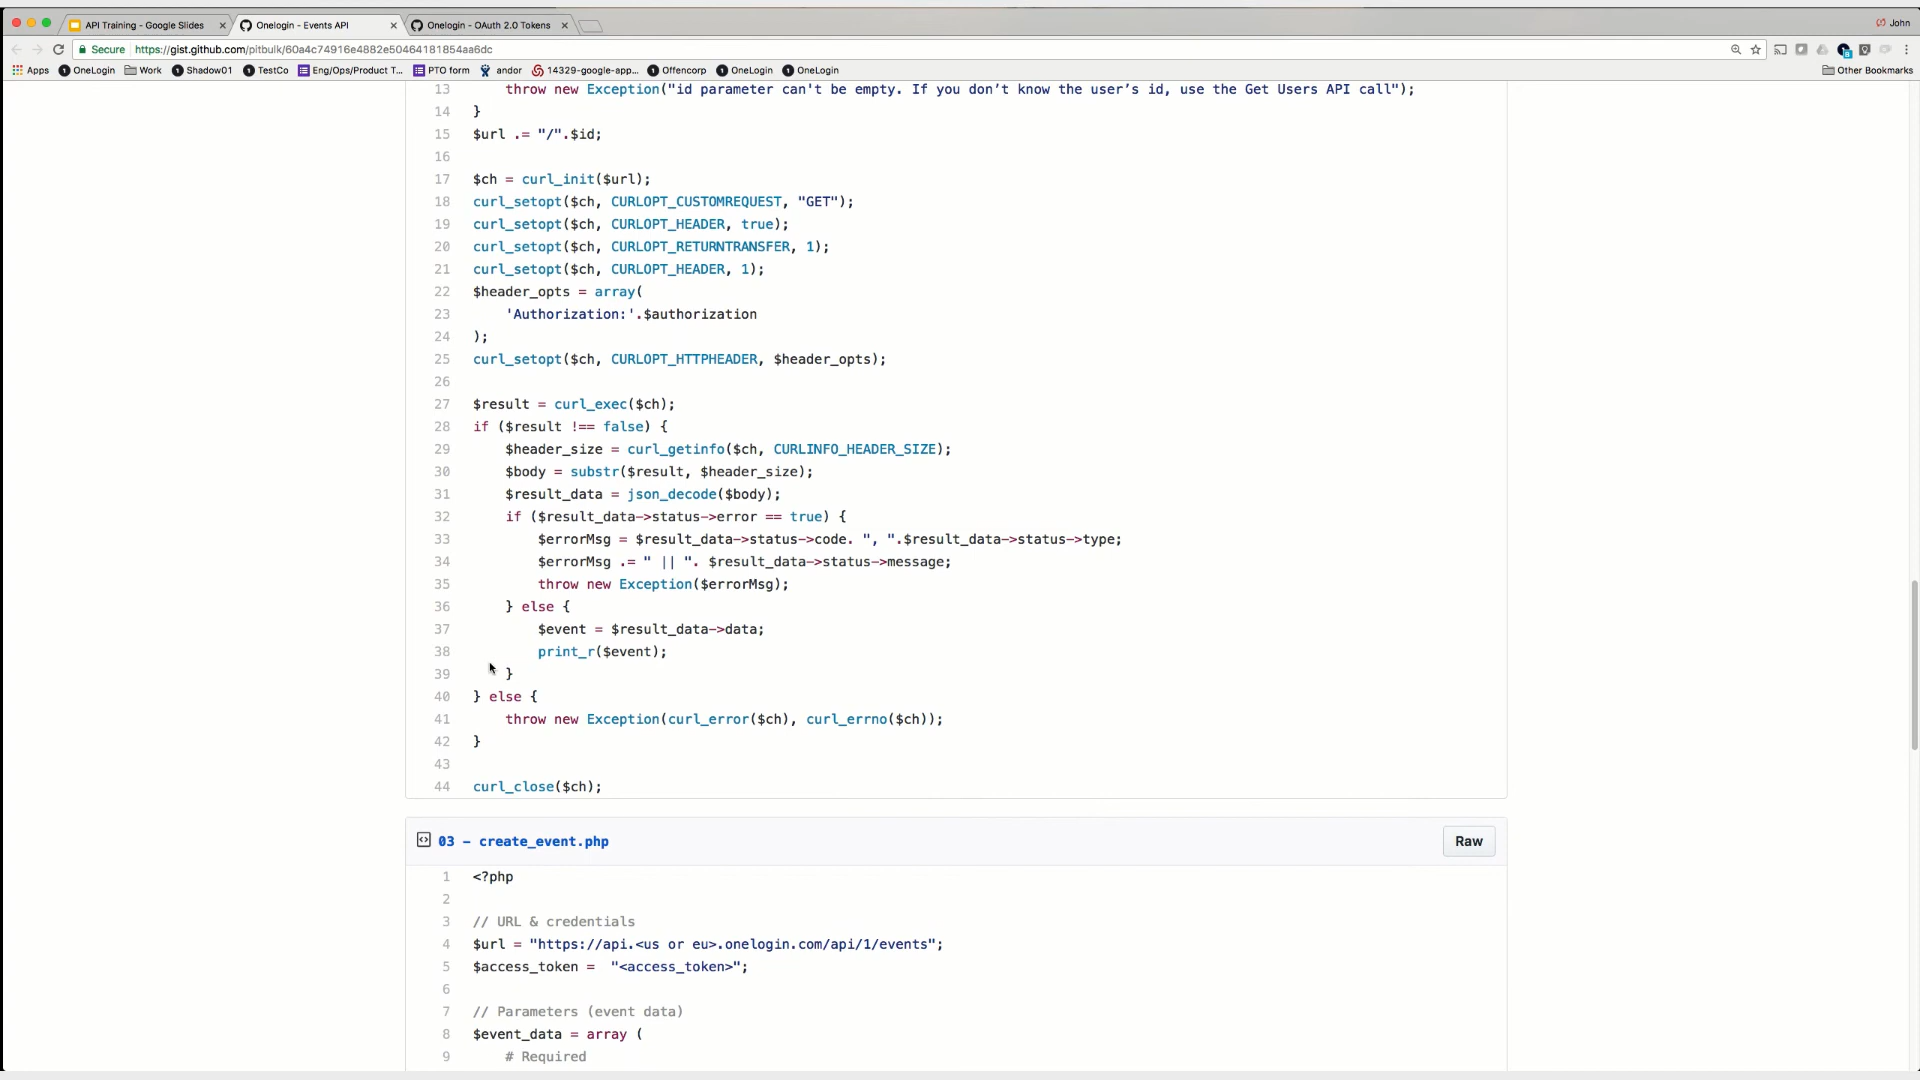 API Training - Google Slides
Onelogin - Events API
Onelogin - OAuth 2.0 Tokens
John
Secure
https://gist.github.com/pitbulk/60a4c74916e4882e50464181854aa6dc
Apps
OneLogin
Work
Shadow01
TestCo
Eng/Ops/Product T...
PTO form
andor
14329-google-app...
Offencorp
OneLogin
OneLogin
Other Bookmarks
13 throw new Exception("id parameter can't be empty. If you don’t know the user’s id, use the Get Users API call");
14 }
15 $url .= "/".$id;
16
17 $ch = curl_init($url);
18 curl_setopt($ch, CURLOPT_CUSTOMREQUEST, "GET");
19 curl_setopt($ch, CURLOPT_HEADER, true);
20 curl_setopt($ch, CURLOPT_RETURNTRANSFER, 1);
21 curl_setopt($ch, CURLOPT_HEADER, 1);
22 $header_opts = array(
23 'Authorization:'.$authorization
24 );
25 curl_setopt($ch, CURLOPT_HTTPHEADER, $header_opts);
26
27 $result = curl_exec($ch);
28 if ($result !== false) {
29 $header_size = curl_getinfo($ch, CURLINFO_HEADER_SIZE);
30 $body = substr($result, $header_size);
31 $result_data = json_decode($body);
32 if ($result_data->status->error == true) {
33 $errorMsg = $result_data->status->code. ", ".$result_data->status->type;
34 $errorMsg .= " || ". $result_data->status->message;
35 throw new Exception($errorMsg);
36 } else {
37 $event = $result_data->data;
38 print_r($event);
39 }
40 } else {
41 throw new Exception(curl_error($ch), curl_errno($ch));
42 }
43
44 curl_close($ch);
03 – create_event.php
Raw
1 <?php
2
3 // URL & credentials
4 $url = "https://api.<us or eu>.onelogin.com/api/1/events";
5 $access_token = "<access_token>";
6
7 // Parameters (event data)
8 $event_data = array (
9 # Required